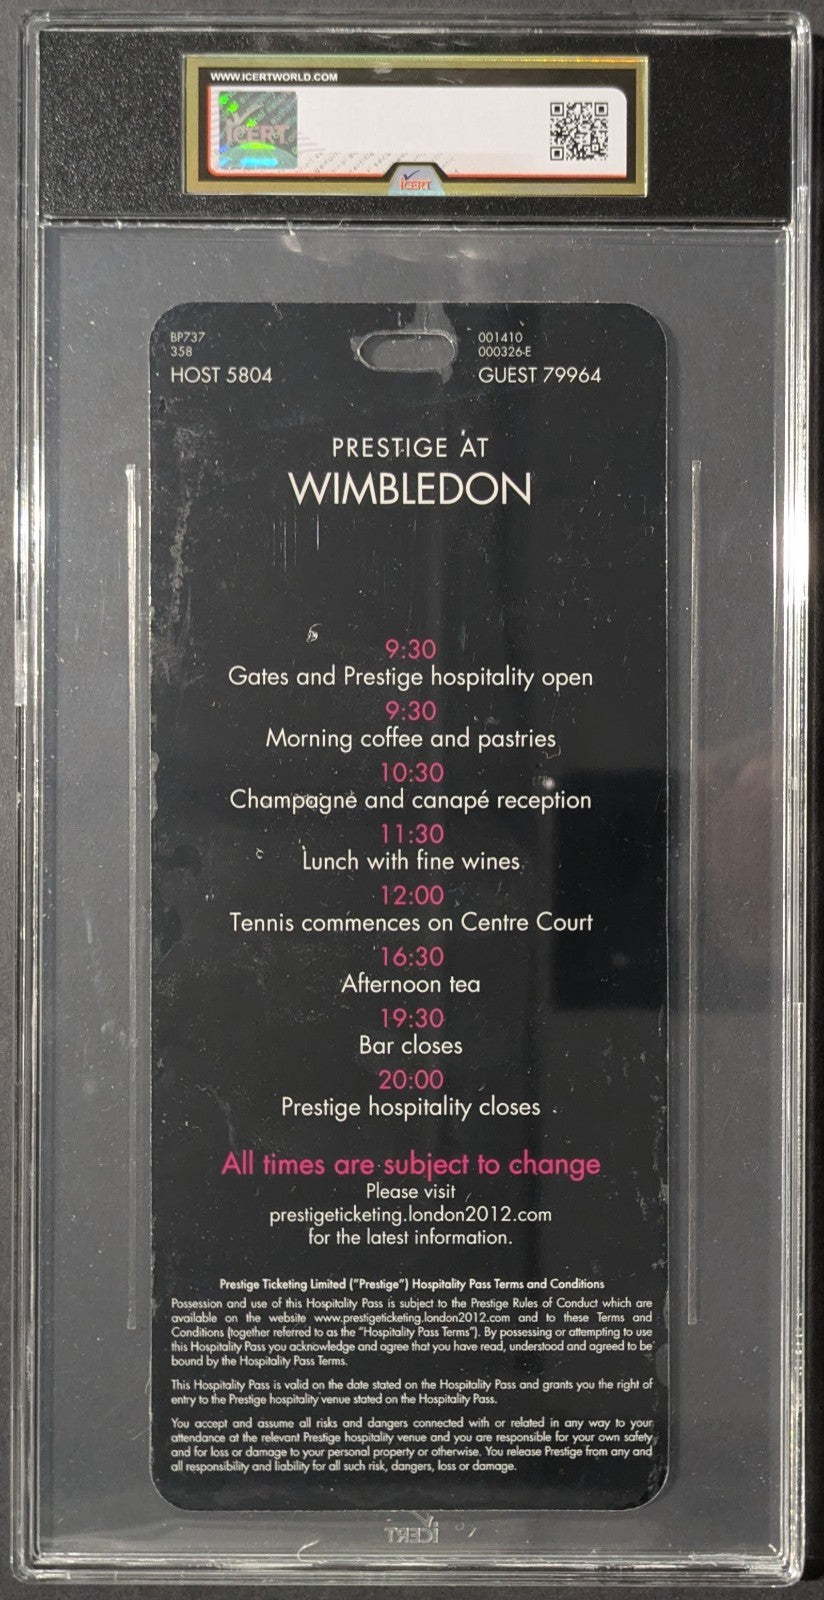 WWW.ICERTWORLD.COM
ICERT
ICERT
BP737
358
HOST 5804
001410
000326-E
GUEST 79964
PRESTIGE AT
WIMBLEDON
9:30
Gates and Prestige hospitality open
9:30
Morning coffee and pastries
10:30
Champagne and canapé reception
11:30
Lunch with fine wines
12:00
Tennis commences on Centre Court
16:30
Afternoon tea
19:30
Bar closes
20:00
Prestige hospitality closes
All times are subject to change
Please visit
prestigeticketing.london2012.com
for the latest information.
Prestige Ticketing Limited ("Prestige") Hospitality Pass Terms and Conditions
Possession and use of this Hospitality Pass is subject to the Prestige Rules of Conduct which are
available on the website www.prestigeticketing.london2012.com and to these Terms and
Conditions (together referred to as the "Hospitality Pass Terms"). By possessing or attempting to use
this Hospitality Pass you acknowledge and agree that you have read, understood and agreed to be
bound by the Hospitality Pass Terms.
This Hospitality Pass is valid on the date stated on the Hospitality Pass and grants you the right of
entry to the Prestige hospitality venue stated on the Hospitality Pass.
You accept and assume all risks and dangers connected with or related in any way to your
attendance at the relevant Prestige hospitality venue and you are responsible for your own safety
and for loss or damage to your personal property or otherwise. You release Prestige from any and
all responsibility and liability for all such risk, dangers, loss or damage.
ICERT